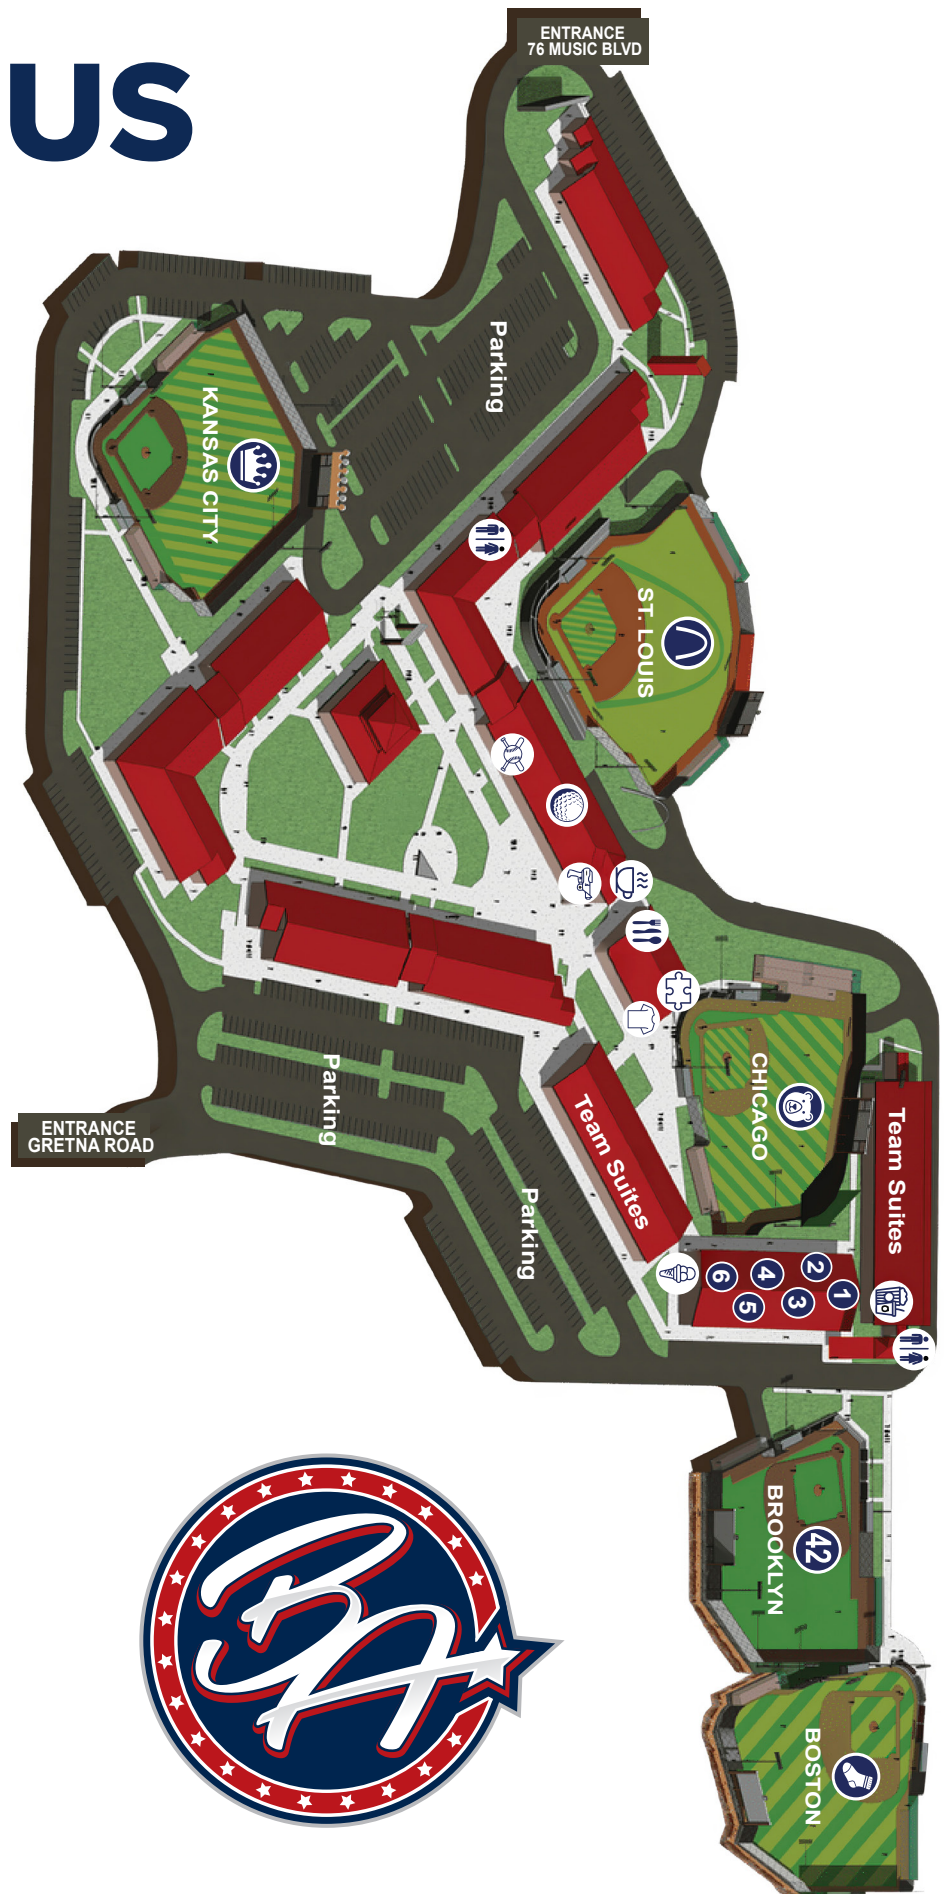 US
ENTRANCE
76 MUSIC BLVD
Parking
KANSAS CITY
ST. LOUIS
CHICAGO
Team Suites
Team Suites
Parking
ENTRANCE
GRETNA ROAD
Parking
1
2
3
4
5
6
BROOKLYN
42
BOSTON
BA